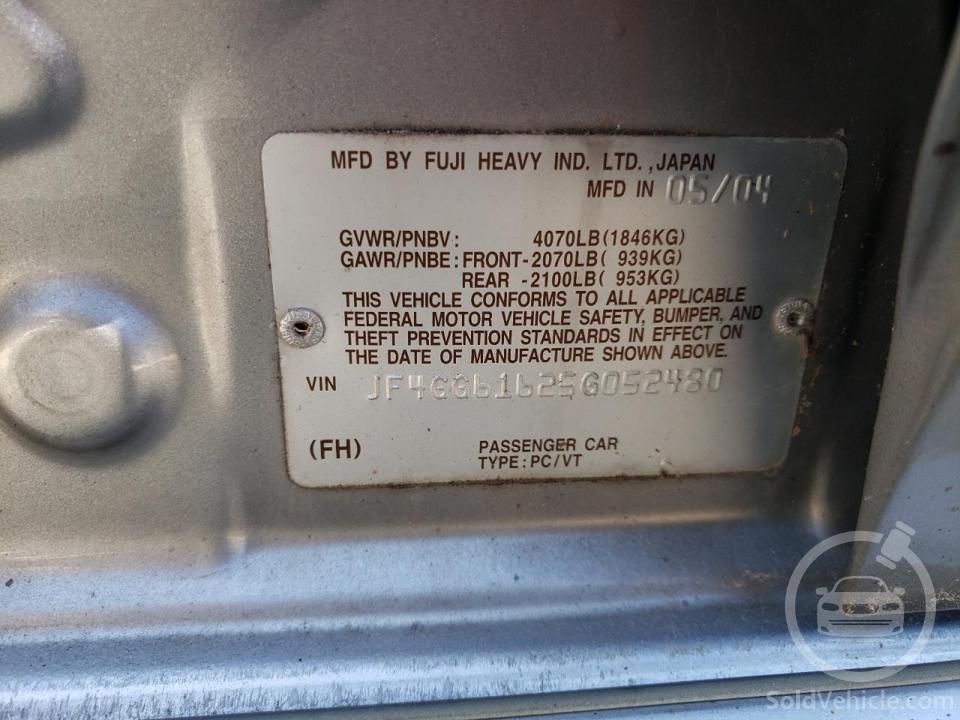 MFD BY FUJI HEAVY IND. LTD.,JAPAN
MFD IN 05/04
GVWR/PNBV: 4070LB(1846KG)
GAWR/PNBE:FRONT-2070LB( 939KG)
REAR -2100LB( 953KG)
THIS VEHICLE CONFORMS TO ALL APPLICABLE
FEDERAL MOTOR VEHICLE SAFETY, BUMPER, AND
THEFT PREVENTION STANDARDS IN EFFECT ON
THE DATE OF MANUFACTURE SHOWN ABOVE.
VIN JF4GG61625G052480
(FH) PASSENGER CAR
TYPE:PC/VT
SoldVehicle.com